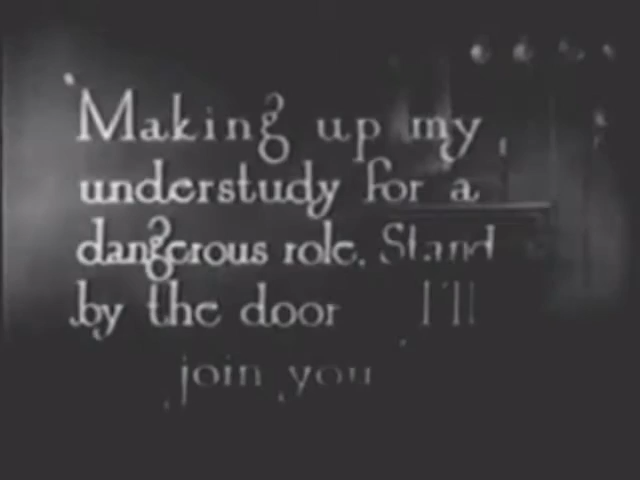 "Making up my
understudy for a
dangerous role. Stand
by the door I'll
join you